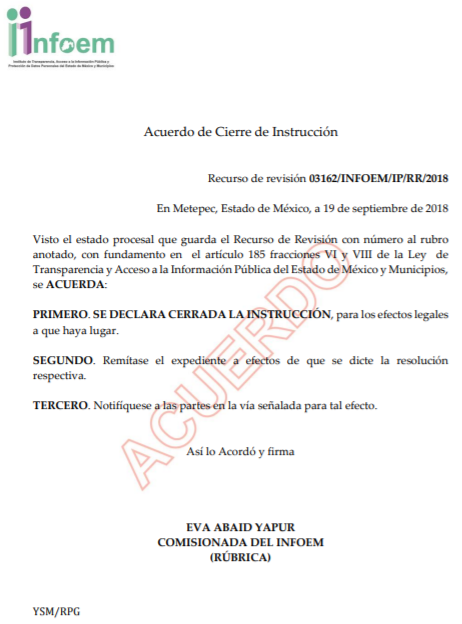 infoem
Instituto de Transparencia, Acceso a la Información Pública y
Protección de Datos Personales del Estado de México y Municipios
Acuerdo de Cierre de Instrucción
Recurso de revisión 03162/INFOEM/IP/RR/2018
En Metepec, Estado de México, a 19 de septiembre de 2018
Visto el estado procesal que guarda el Recurso de Revisión con número al rubro
anotado, con fundamento en el artículo 185 fracciones VI y VIII de la Ley de
Transparencia y Acceso a la Información Pública del Estado de México y Municipios,
se ACUERDA:
PRIMERO. SE DECLARA CERRADA LA INSTRUCCIÓN, para los efectos legales
a que haya lugar.
SEGUNDO. Remítase el expediente a efectos de que se dicte la resolución
respectiva.
TERCERO. Notifíquese a las partes en la vía señalada para tal efecto.
ACUERDO
Así lo Acordó y firma
EVA ABAID YAPUR
COMISIONADA DEL INFOEM
(RÚBRICA)
YSM/RPG